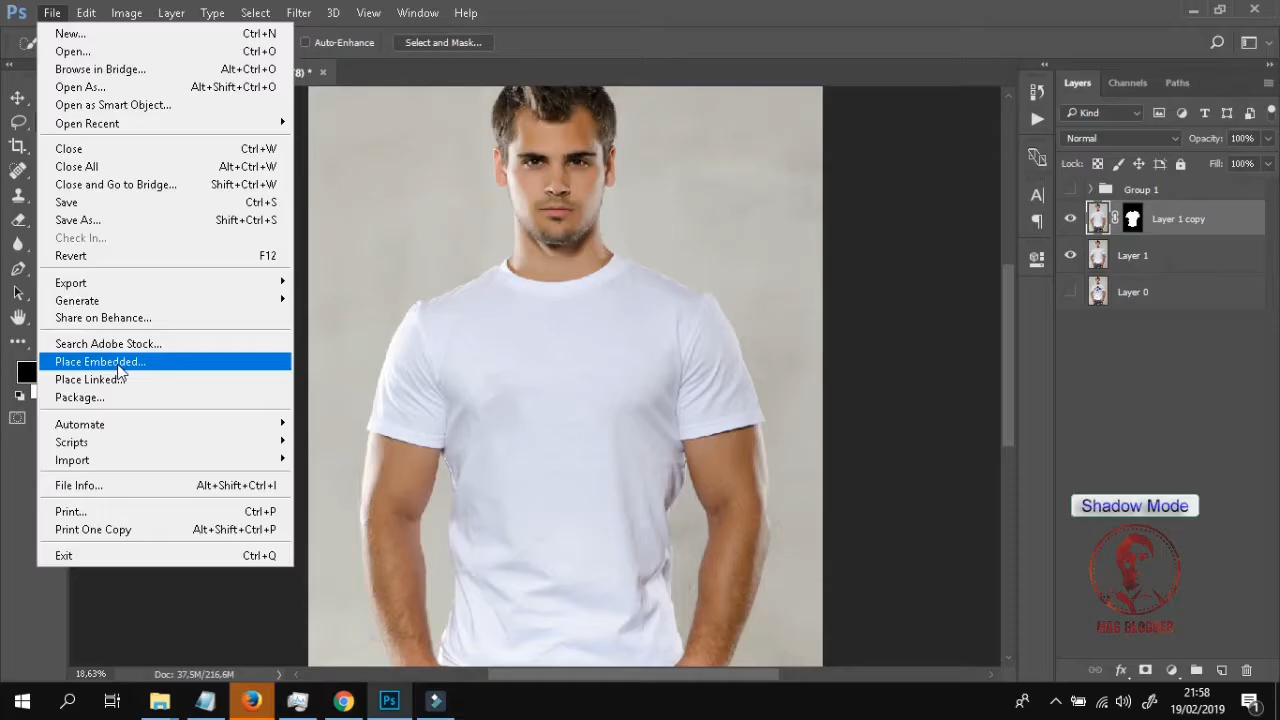 Ps File Edit Image Layer Type Select Filter 3D View Window Help
Auto-Enhance Select and Mask...
8) * ×
New... Ctrl+N
Open... Ctrl+O
Browse in Bridge... Alt+Ctrl+O
Open As... Alt+Shift+Ctrl+O
Open as Smart Object...
Open Recent
Close Ctrl+W
Close All Alt+Ctrl+W
Close and Go to Bridge... Shift+Ctrl+W
Save Ctrl+S
Save As... Shift+Ctrl+S
Check In...
Revert F12
Export
Generate
Share on Behance...
Search Adobe Stock...
Place Embedded...
Place Linked...
Package...
Automate
Scripts
Import
File Info... Alt+Shift+Ctrl+I
Print... Ctrl+P
Print One Copy Alt+Shift+Ctrl+P
Exit Ctrl+Q
Layers Channels Paths
Kind
Normal Opacity: 100%
Lock: Fill: 100%
Group 1
Layer 1 copy
Layer 1
Layer 0
Shadow Mode
MAG BLOGGER
18,63% Doc: 37,5M/216,6M
fx
Ps
21:58
19/02/2019
1